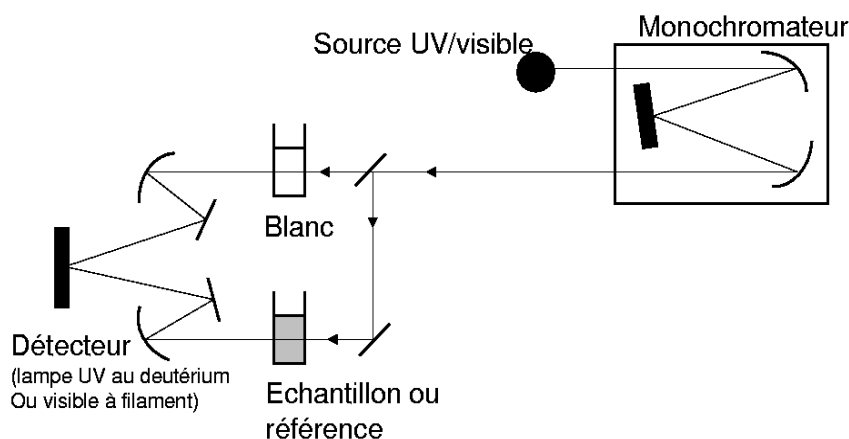 Monochromateur
Source UV/visible
Blanc
Détecteur
(lampe UV au deutérium
Ou visible à filament)
Echantillon ou
référence